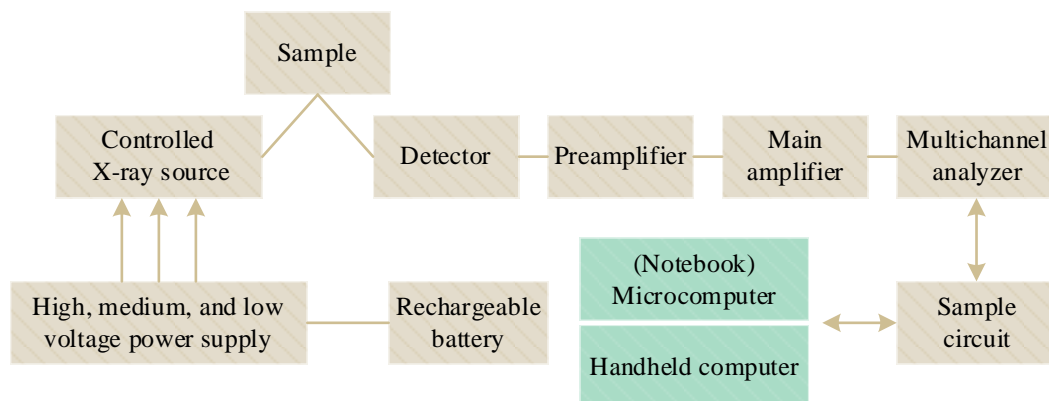 Sample
Controlled
X-ray source
Detector
Preamplifier
Main
amplifier
Multichannel
analyzer
High, medium, and low
voltage power supply
Rechargeable
battery
(Notebook)
Microcomputer
Handheld computer
Sample
circuit